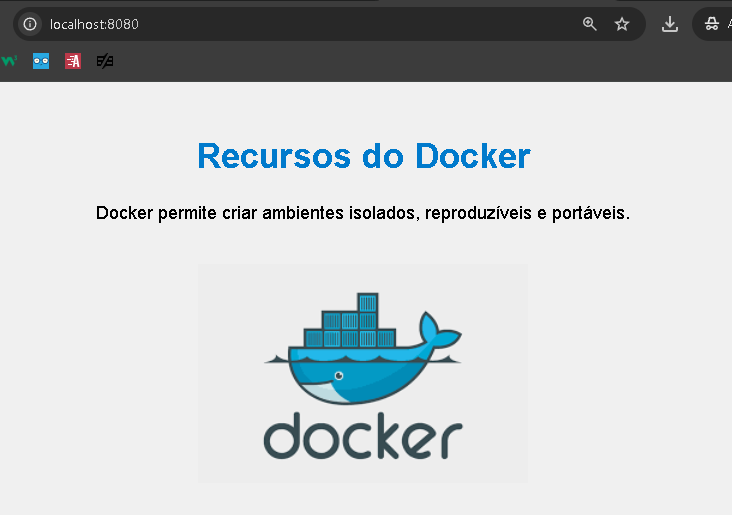 localhost:8080
Recursos do Docker
Docker permite criar ambientes isolados, reproduzíveis e portáveis.
docker